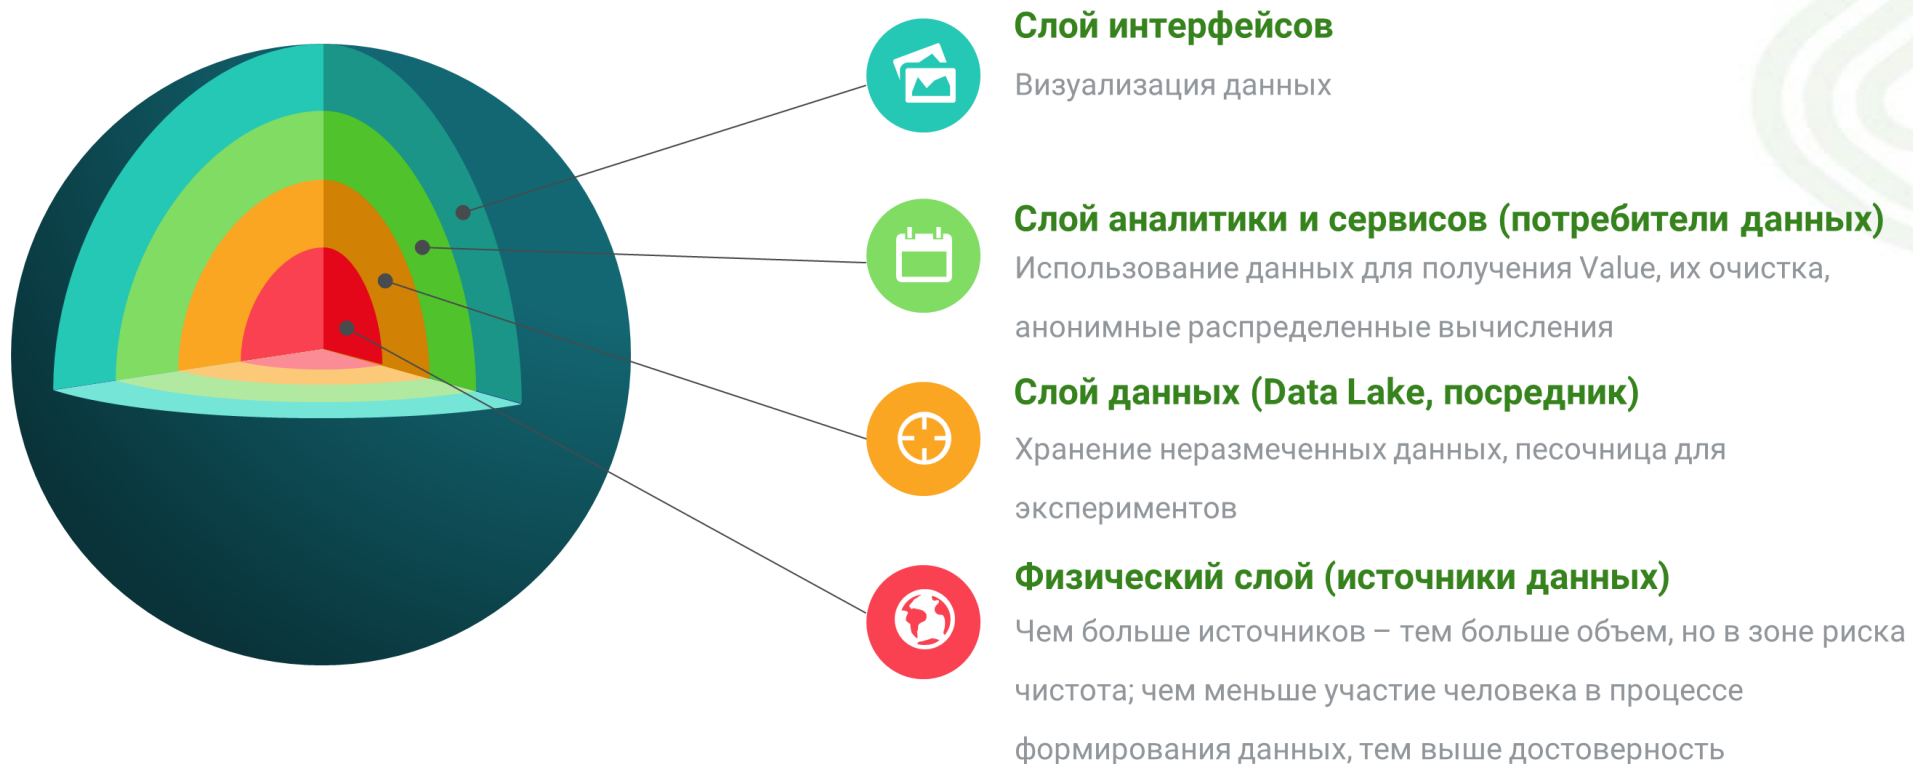 Слой интерфейсов
Визуализация данных
Слой аналитики и сервисов (потребители данных)
Использование данных для получения Value, их очистка,
анонимные распределенные вычисления
Слой данных (Data Lake, посредник)
Хранение неразмеченных данных, песочница для
экспериментов
Физический слой (источники данных)
Чем больше источников – тем больше объем, но в зоне риска
чистота; чем меньше участие человека в процессе
формирования данных, тем выше достоверность